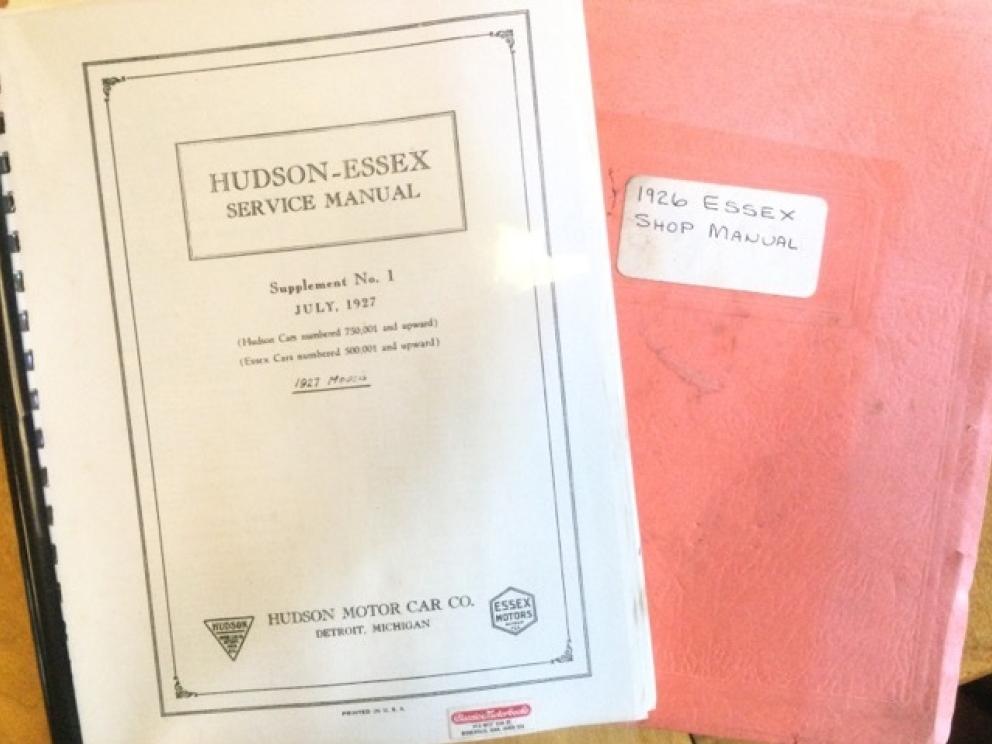 HUDSON-ESSEX
SERVICE MANUAL
Supplement No. 1
JULY, 1927
(Hudson Cars numbered 750,001 and upward)
(Essex Cars numbered 500,001 and upward)
1927 Models
HUDSON
HUDSON MOTOR CAR CO.
DETROIT, MICHIGAN
ESSEX
MOTORS
PRINTED IN U. S. A.
Classic Motorbooks
1926 ESSEX
SHOP MANUAL